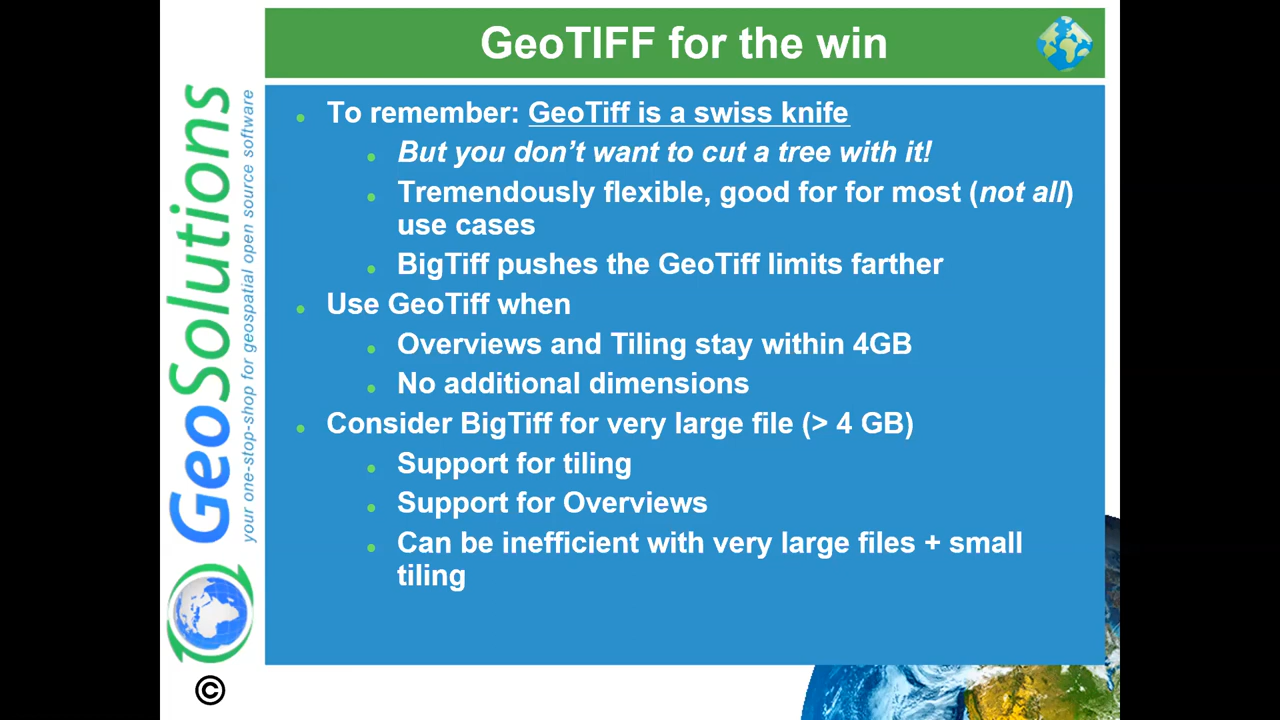 GeoTIFF for the win
To remember: GeoTiff is a swiss knife
But you don't want to cut a tree with it!
Tremendously flexible, good for for most (not all)
use cases
BigTiff pushes the GeoTiff limits farther
Use GeoTiff when
Overviews and Tiling stay within 4GB
No additional dimensions
Consider BigTiff for very large file (> 4 GB)
Support for tiling
Support for Overviews
Can be inefficient with very large files + small
tiling
GeoSolutions
your one-stop-shop for geospatial open source software
©